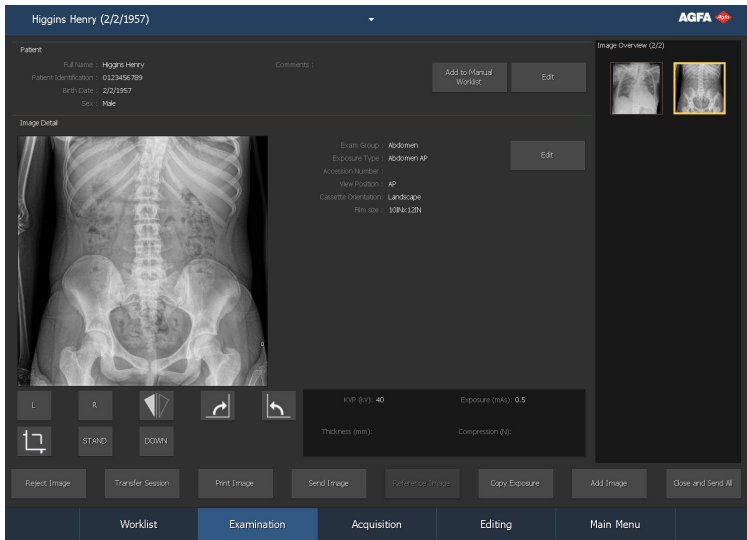 Higgins Henry (2/2/1957)
AGFA
Agfa
Patient
Full Name : Higgins Henry
Patient Identification : 0123456789
Birth Date : 2/2/1957
Sex : Male
Comments :
Add to Manual
Worklist
Edit
Image Overview (2/2)
Image Detail
Exam Group : Abdomen
Exposure Type : Abdomen AP
Accession Number :
View Position : AP
Cassette Orientation: Landscape
Film size : 10INx12IN
Edit
L
R
STAND
DOWN
KVP (kV): 40
Exposure (mAs): 0.5
Thickness (mm):
Compression (N):
Reject Image
Transfer Session
Print Image
Send Image
Reference Image
Copy Exposure
Add Image
Close and Send All
Worklist
Examination
Acquisition
Editing
Main Menu